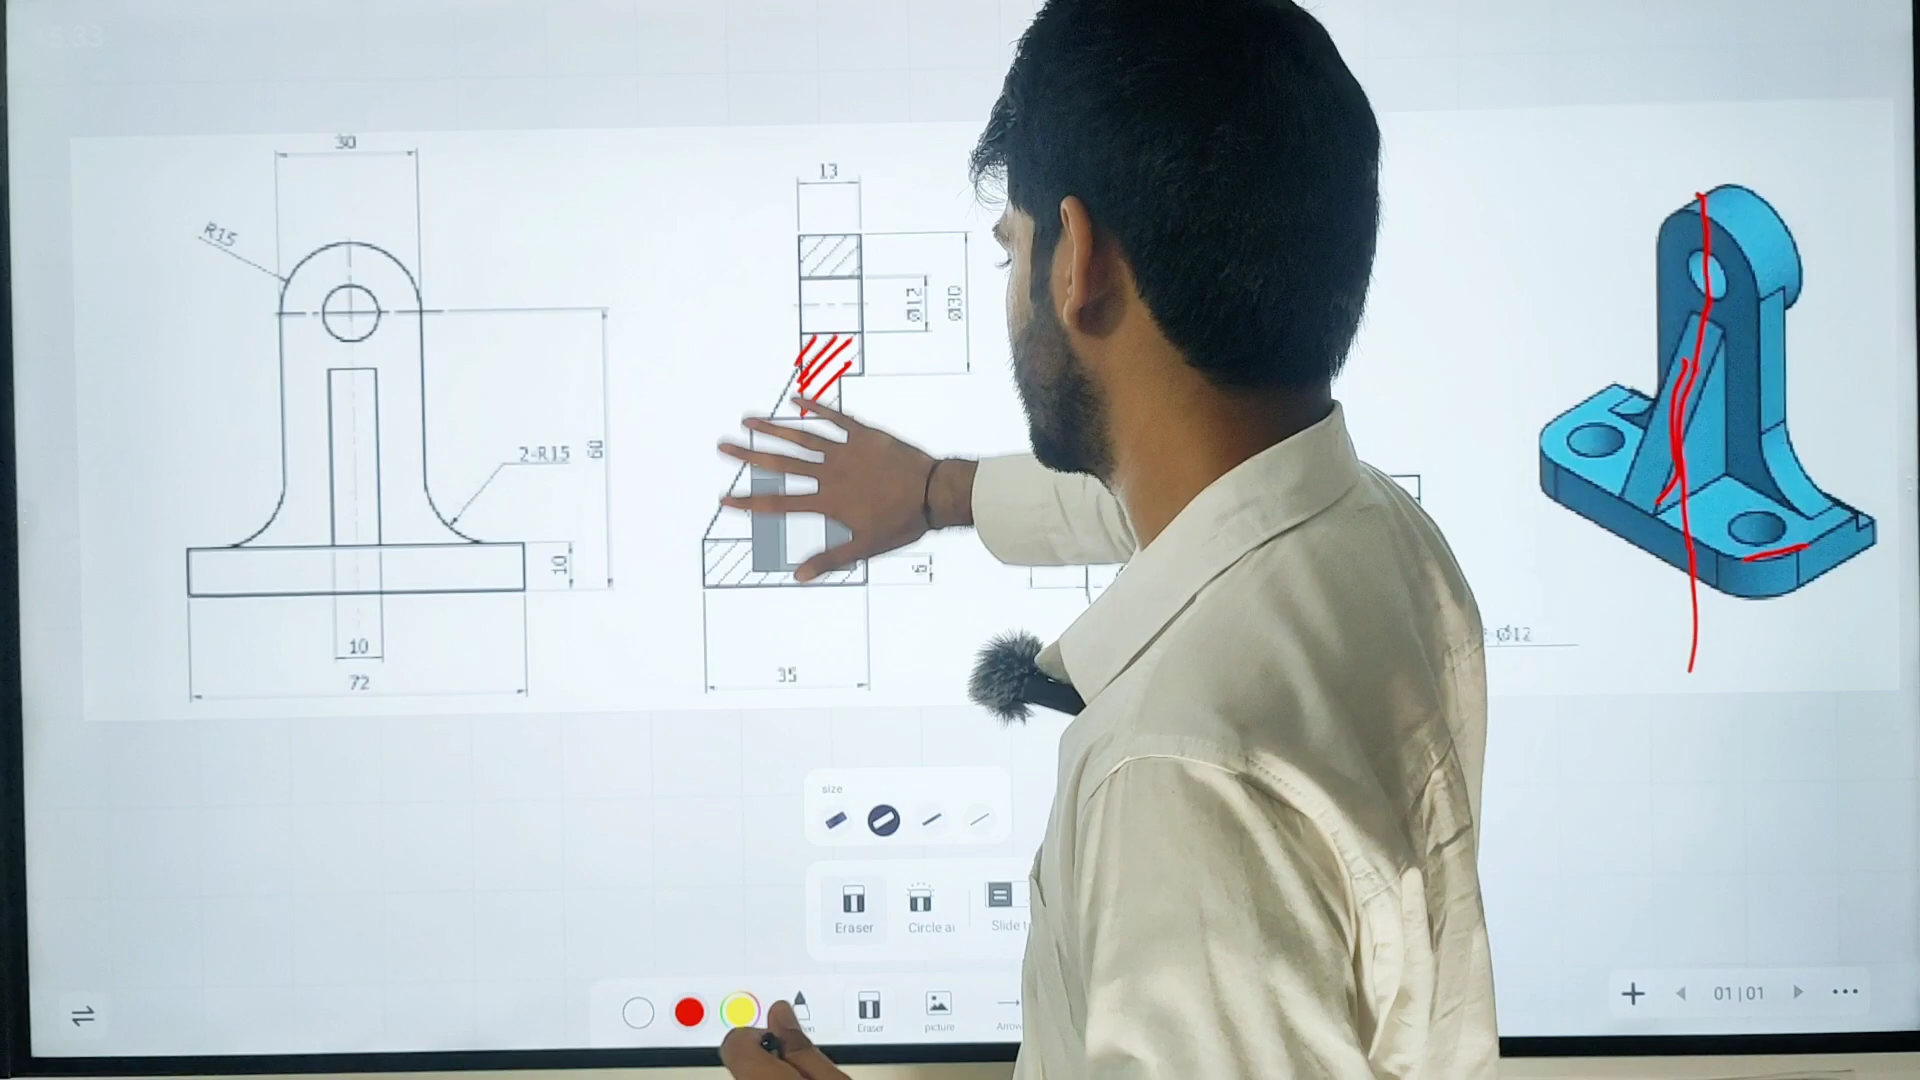 30
R15
2-R15
60
10
10
72
13
Ø12
Ø30
35
Ø12
size
Eraser
Circle
Slide
Eraser
picture
Arrow
01|01